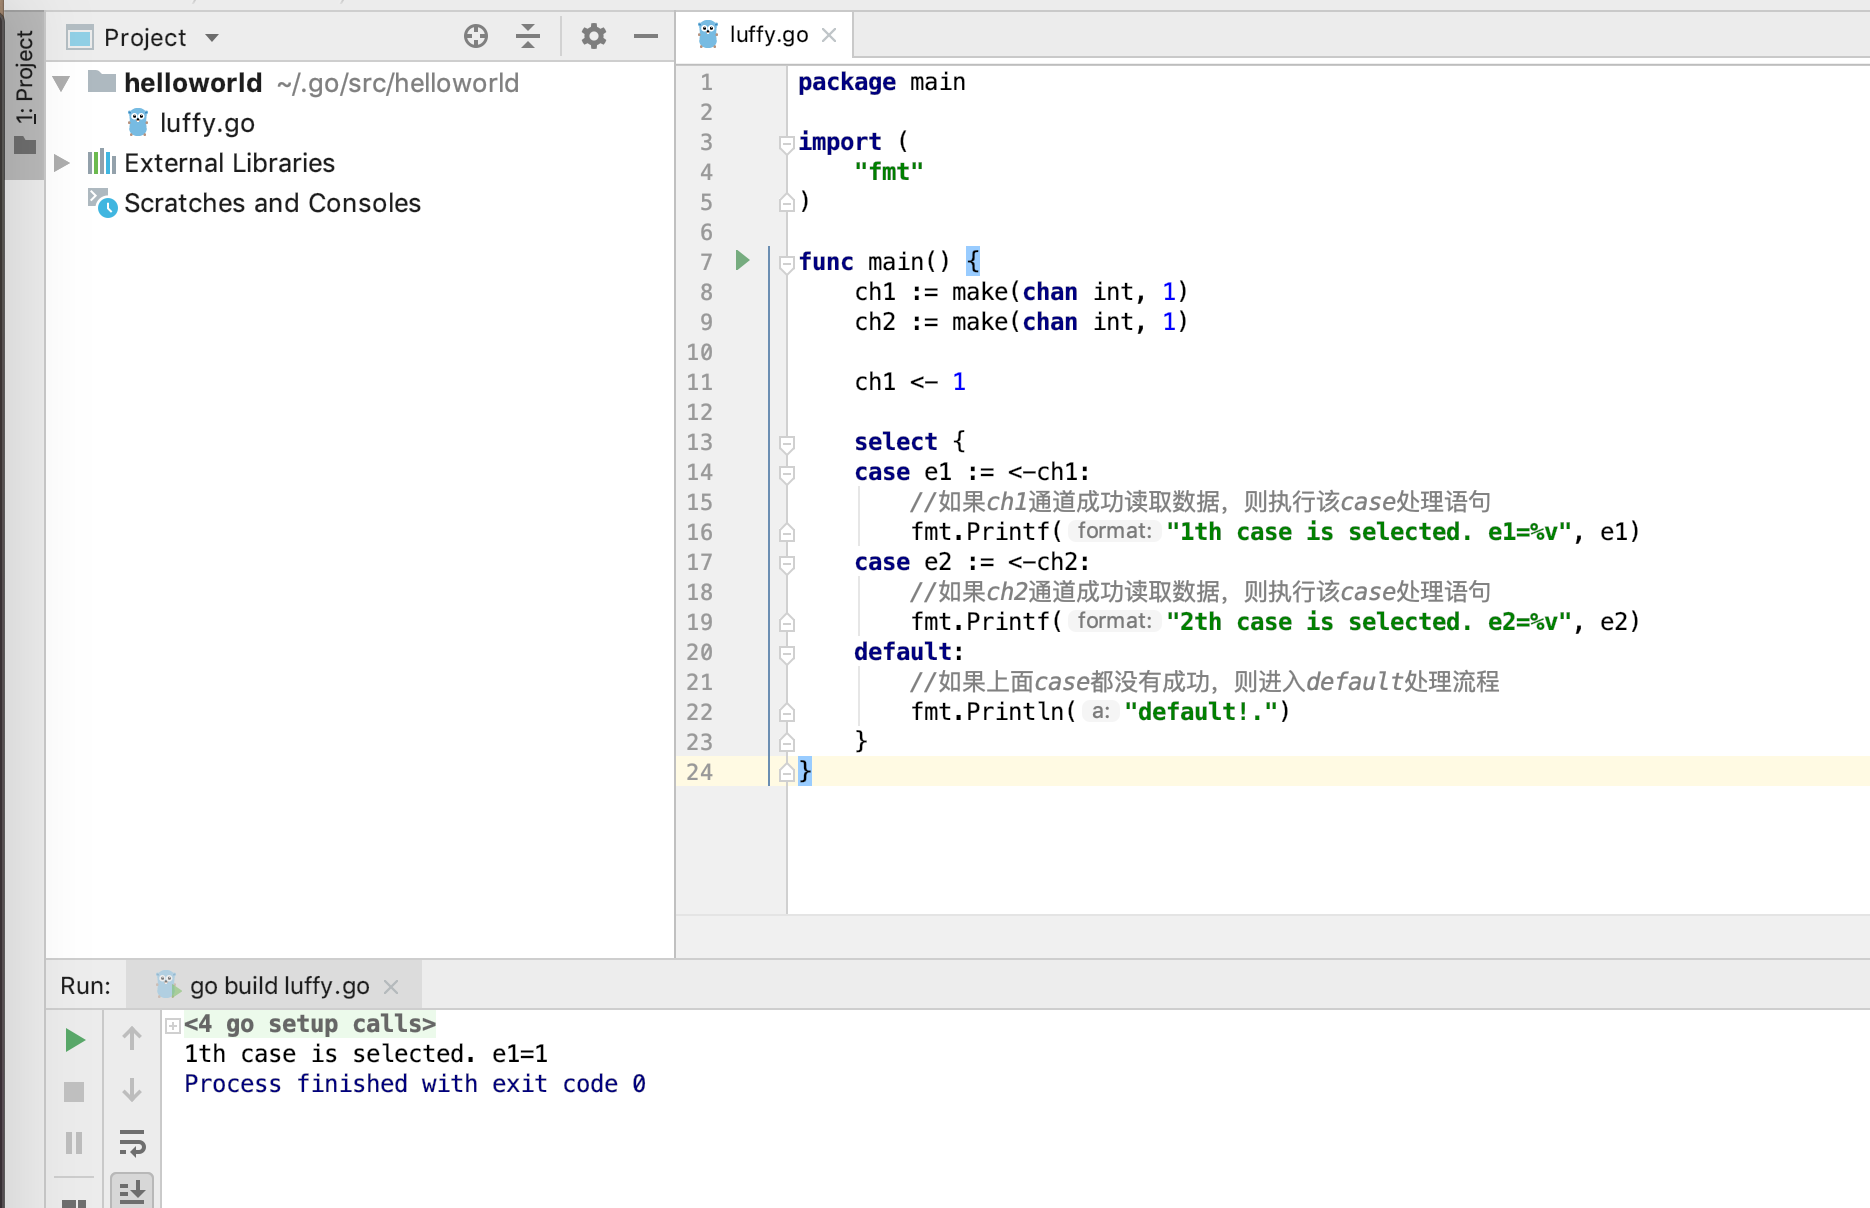 1: Project
Project
helloworld ~/.go/src/helloworld
luffy.go
External Libraries
Scratches and Consoles
luffy.go
1 package main
2
3 import (
4 "fmt"
5 )
6
7 func main() {
8 ch1 := make(chan int, 1)
9 ch2 := make(chan int, 1)
10
11 ch1 <- 1
12
13 select {
14 case e1 := <-ch1:
15 //如果ch1通道成功读取数据，则执行该case处理语句
16 fmt.Printf( format: "1th case is selected. e1=%v", e1)
17 case e2 := <-ch2:
18 //如果ch2通道成功读取数据，则执行该case处理语句
19 fmt.Printf( format: "2th case is selected. e2=%v", e2)
20 default:
21 //如果上面case都没有成功，则进入default处理流程
22 fmt.Println( a: "default!.")
23 }
24 }
Run: go build luffy.go
<4 go setup calls>
1th case is selected. e1=1
Process finished with exit code 0